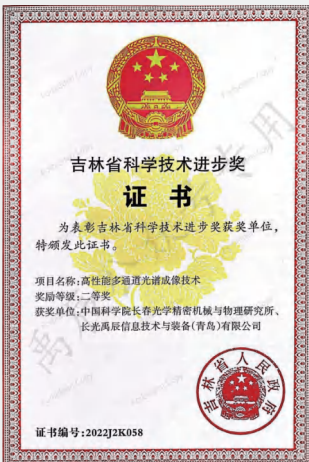 吉林省科学技术进步奖
证书
为表彰吉林省科学技术进步奖获奖单位，
特颁发此证书。
项目名称:高性能多通道光谱成像技术
奖励等级:二等奖
获奖单位:中国科学院长春光学精密机械与物理研究所、
长光禹辰信息技术与装备(青岛)有限公司
吉林省人民政府
证书编号:2022J2K058